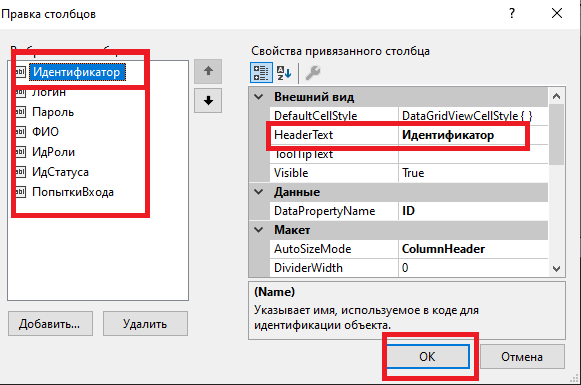 Правка столбцов
Идентификатор
Логин
Пароль
ФИО
ИдРоли
ИдСтатуса
ПопыткиВхода
Добавить...
Удалить
Свойства привязанного столбца
Внешний вид
DefaultCellStyle DataGridViewCellStyle { }
HeaderText Идентификатор
ToolTipText
Visible True
Данные
DataPropertyName ID
Макет
AutoSizeMode ColumnHeader
DividerWidth 0
(Name)
Указывает имя, используемое в коде для
идентификации объекта.
OK
Отмена